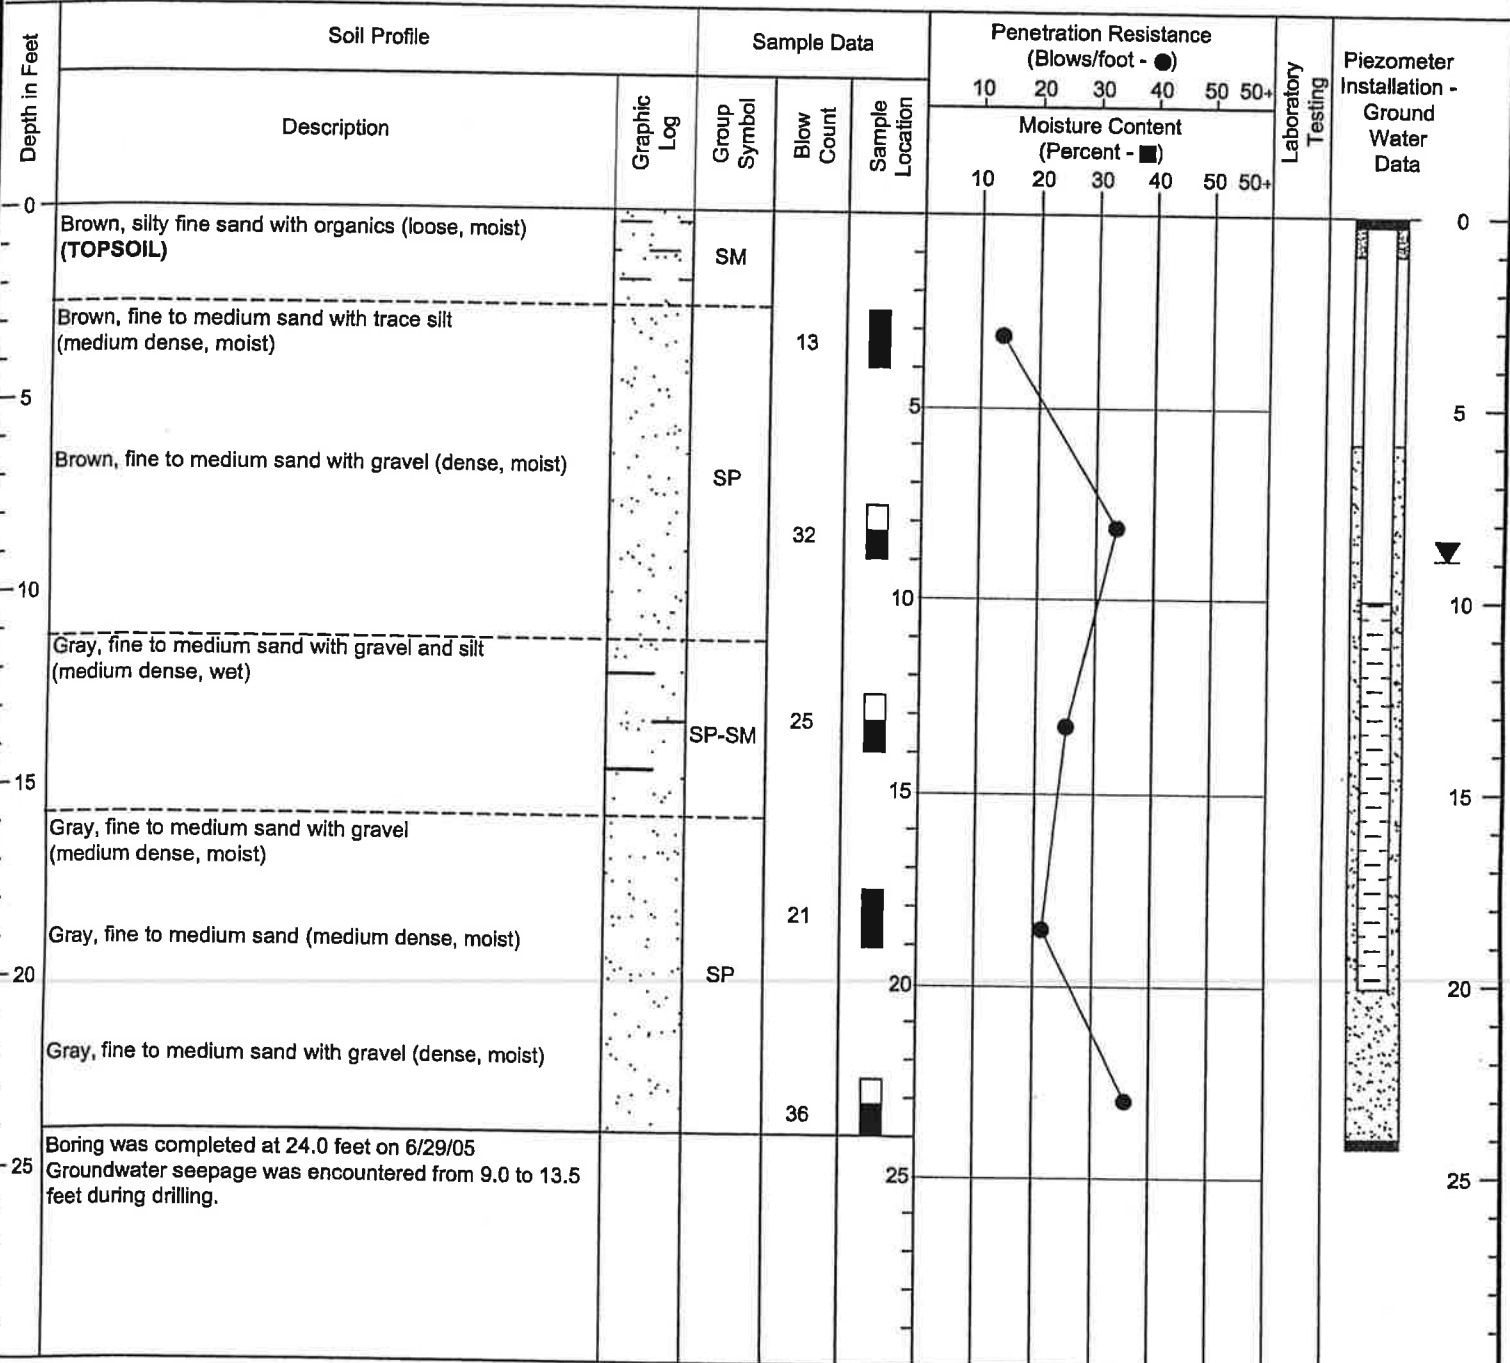 Depth in Feet
Soil Profile
Description
Graphic
Log
Sample Data
Group
Symbol
Blow
Count
Sample
Location
Penetration Resistance
(Blows/foot - ●)
10 20 30 40 50 50+
Moisture Content
(Percent - ■)
10 20 30 40 50 50+
Laboratory
Testing
Piezometer
Installation -
Ground
Water
Data
0
Brown, silty fine sand with organics (loose, moist)
(TOPSOIL)
SM
0
Brown, fine to medium sand with trace silt
(medium dense, moist)
13
5
5
5
Brown, fine to medium sand with gravel (dense, moist)
SP
32
10
10
10
Gray, fine to medium sand with gravel and silt
(medium dense, wet)
SP-SM
25
15
15
15
Gray, fine to medium sand with gravel
(medium dense, moist)
21
Gray, fine to medium sand (medium dense, moist)
20
SP
20
20
Gray, fine to medium sand with gravel (dense, moist)
36
Boring was completed at 24.0 feet on 6/29/05
25
Groundwater seepage was encountered from 9.0 to 13.5
feet during drilling.
25
25